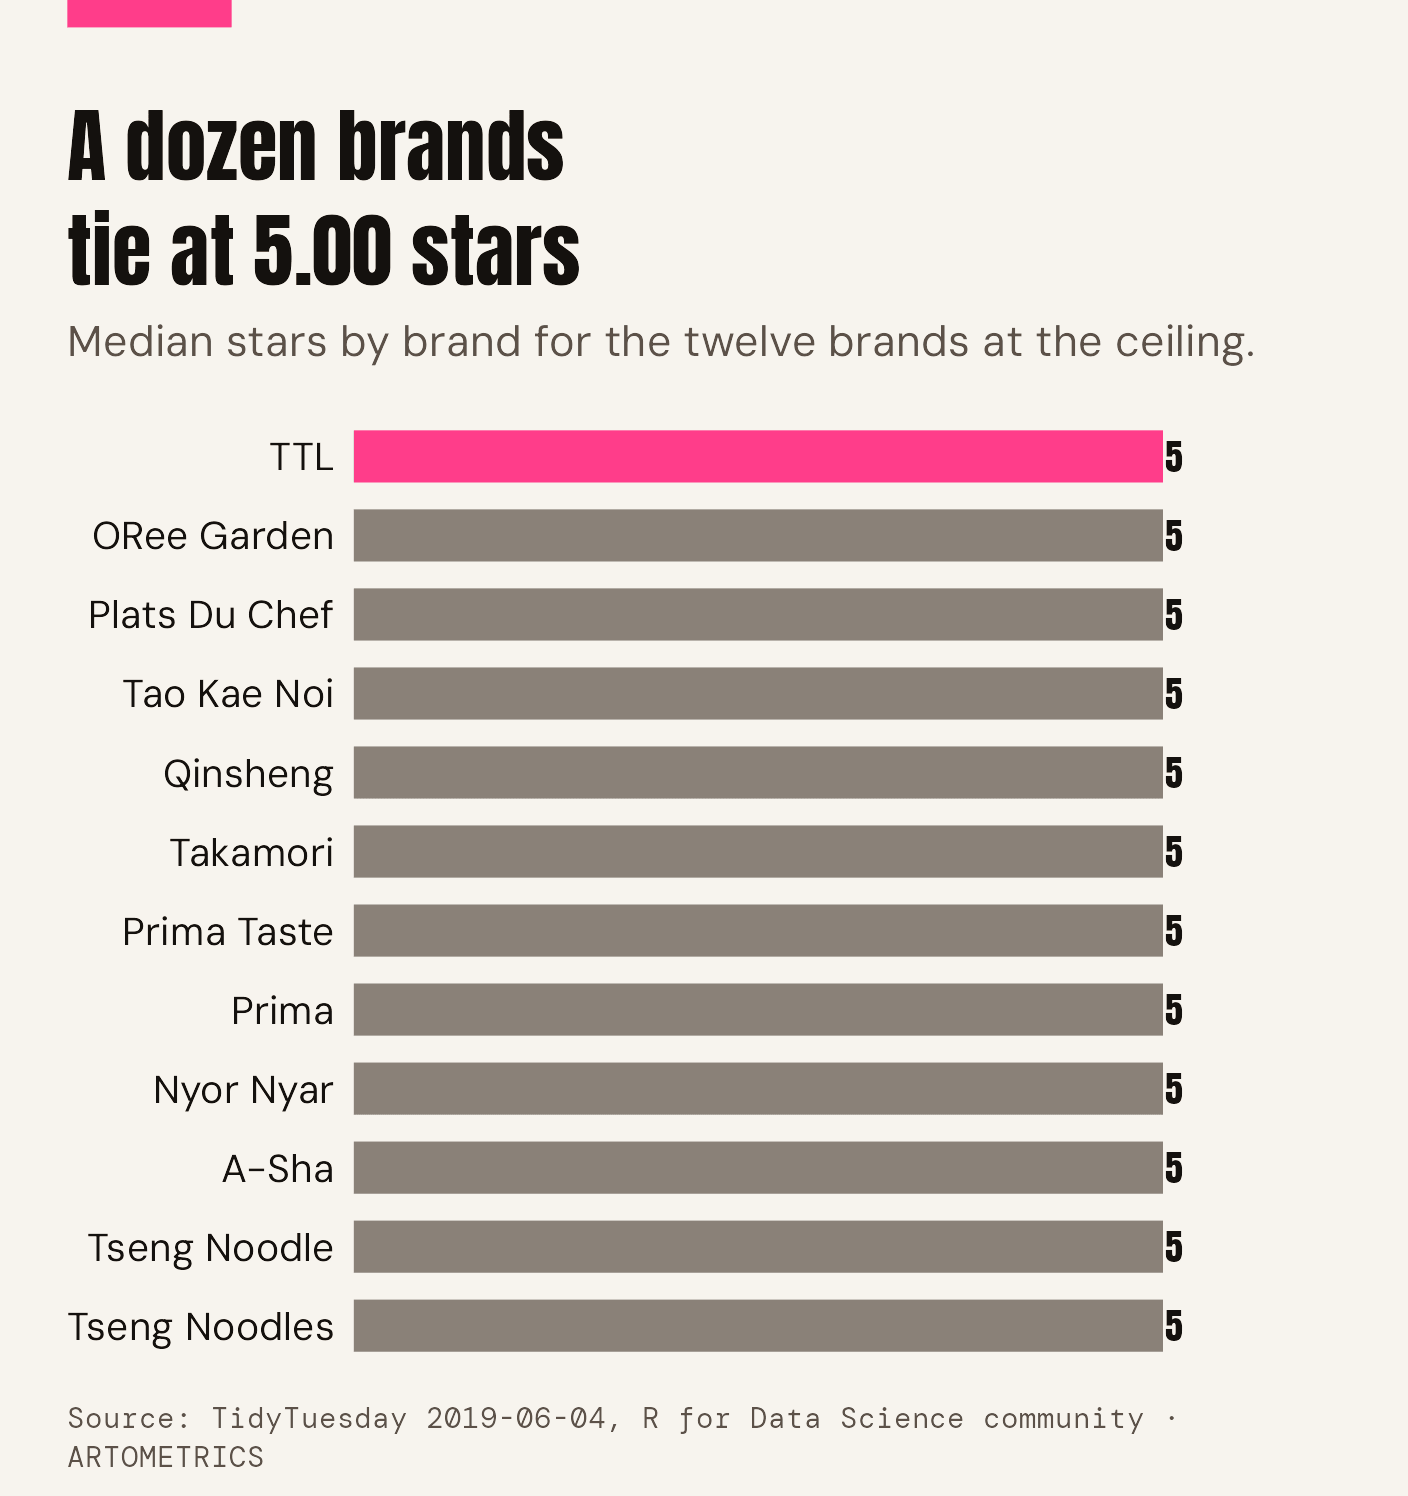 A dozen brands
tie at 5.00 stars
Median stars by brand for the twelve brands at the ceiling.
TTL 5
ORee Garden 5
Plats Du Chef 5
Tao Kae Noi 5
Qinsheng 5
Takamori 5
Prima Taste 5
Prima 5
Nyor Nyar 5
A-Sha 5
Tseng Noodle 5
Tseng Noodles 5
Source: TidyTuesday 2019-06-04, R for Data Science community ·
ARTOMETRICS